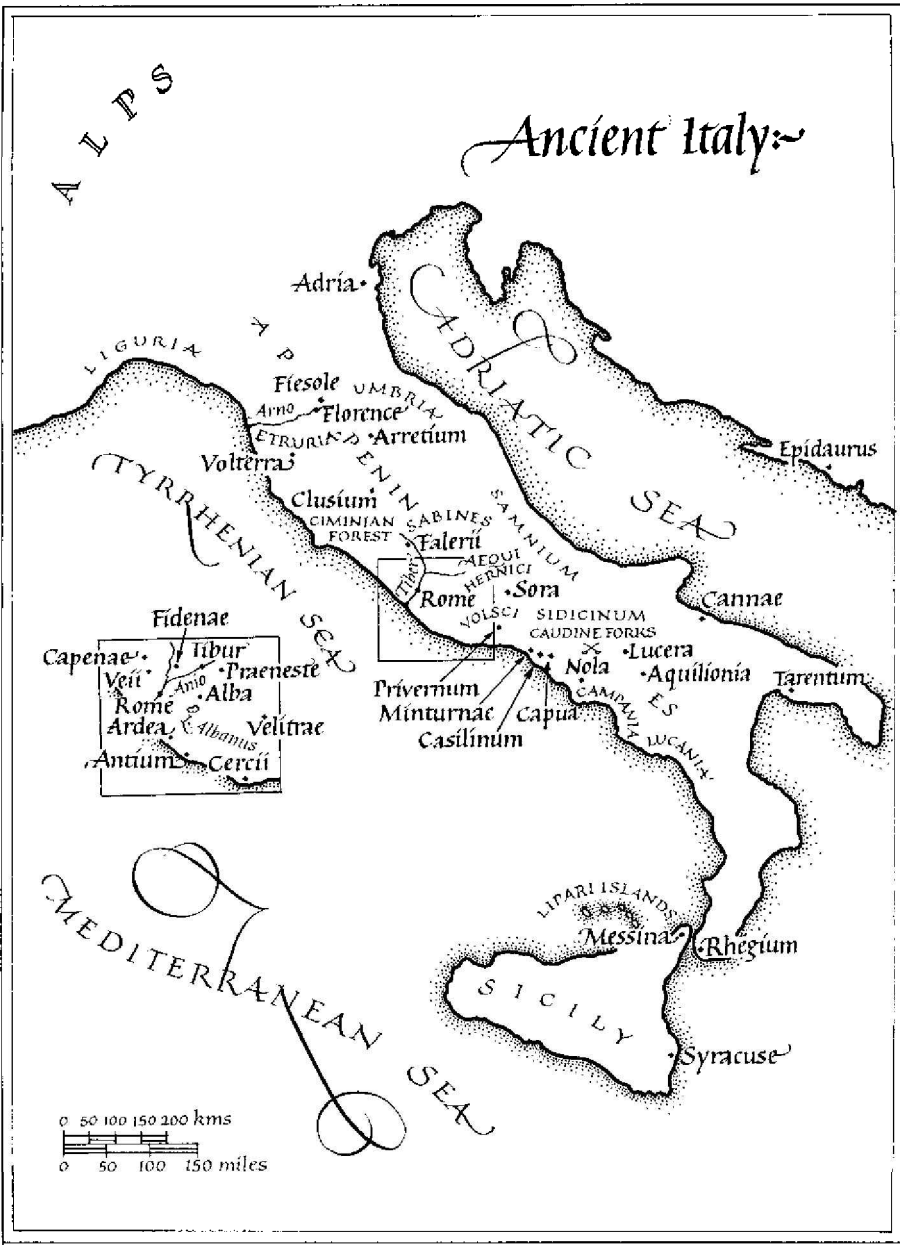 Ancient Italy
ALPS
Adria
ADRIATIC SEA
LIGURIA
APENNINES
Fiesole
UMBRIA
Arno
Florence
ETRURIA
Arretium
Volterra
Epidaurus
TYRRHENIAN SEA
Clusium
CIMINIAN
FOREST
SABINES
SAMNIUM
Falerii
AEQUI
HERNICI
Tiber
Rome
Sora
VOLSCI
SIDICINUM
CAUDINE FORKS
Cannae
Lucera
Nola
Aquilionia
Tarentum
Privernum
Minturnae
Casilinum
Capua
CAMPANIA
LUCANIA
Fidenae
Capenae
Tibur
Veii
Praeneste
Anio
Rome
Alba
Ardea
Albanus
Velitrae
Antium
Cercii
LIPARI ISLANDS
Messina
Rhegium
SICILY
Syracuse
MEDITERRANEAN SEA
0 50 100 150 200 kms
0 50 100 150 miles